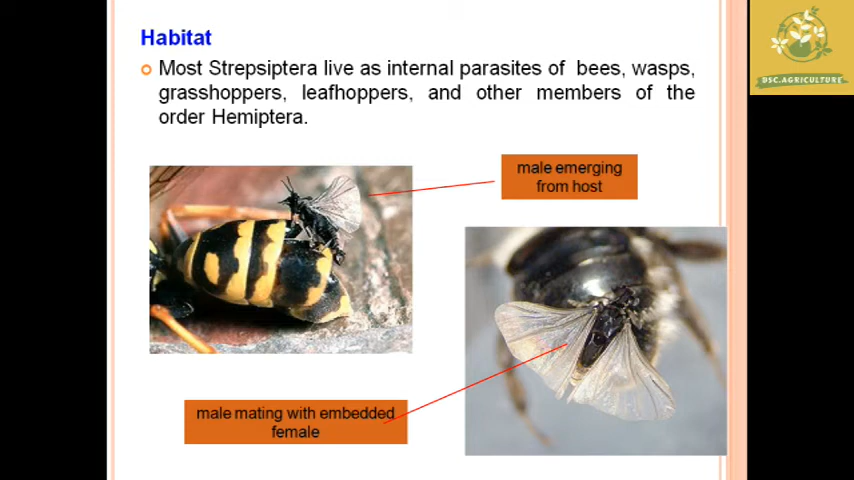 Habitat
Most Strepsiptera live as internal parasites of bees, wasps,
grasshoppers, leafhoppers, and other members of the
order Hemiptera.
male emerging
from host
male mating with embedded
female
DSC.AGRICULTURE